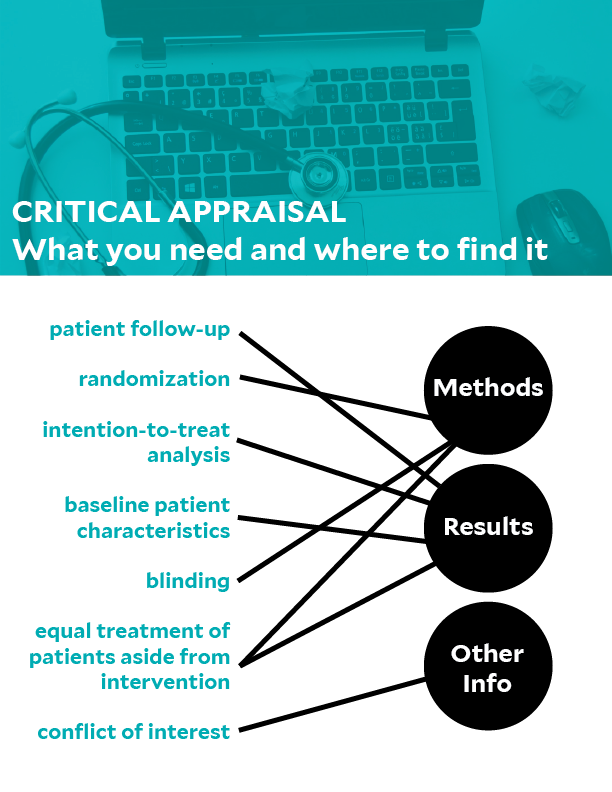 CRITICAL APPRAISAL
What you need and where to find it
patient follow-up
randomization
intention-to-treat
analysis
baseline patient
characteristics
blinding
equal treatment of
patients aside from
intervention
conflict of interest
Methods
Results
Other
Info